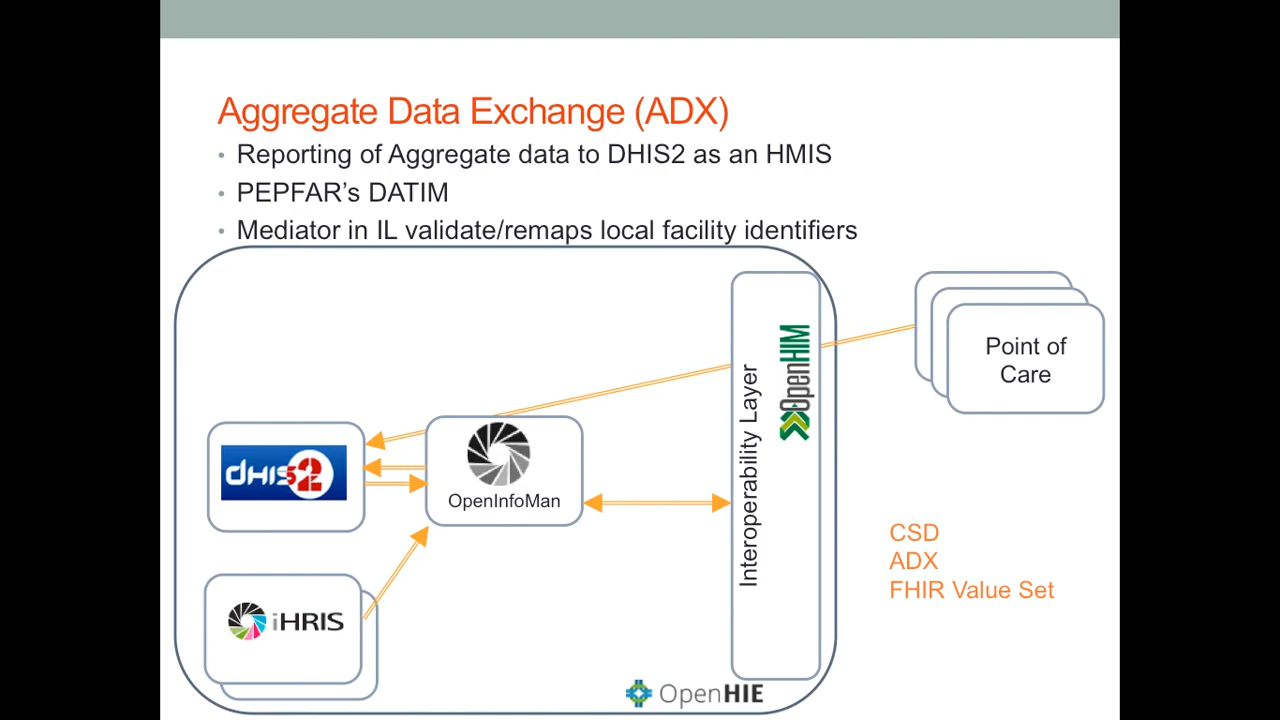 Aggregate Data Exchange (ADX)
• Reporting of Aggregate data to DHIS2 as an HMIS
• PEPFAR’s DATIM
• Mediator in IL validate/remaps local facility identifiers
Point of
Care
OpenHIM
Interoperability Layer
dhis2
OpenInfoMan
CSD
ADX
FHIR Value Set
iHRIS
OpenHIE